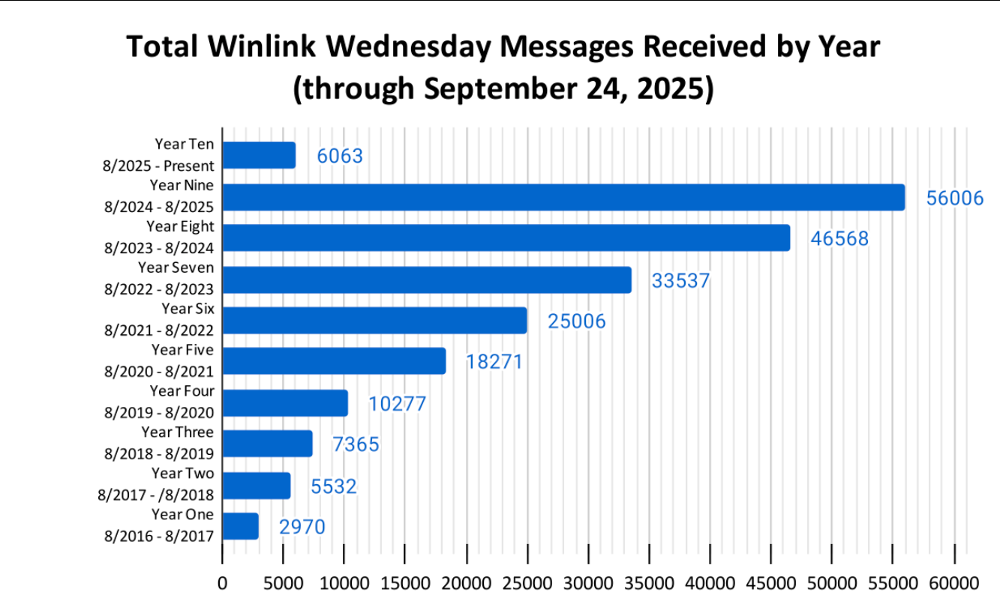 Total Winlink Wednesday Messages Received by Year
(through September 24, 2025)
Year Ten
8/2025 - Present
6063
Year Nine
8/2024 - 8/2025
56006
Year Eight
8/2023 - 8/2024
46568
Year Seven
8/2022 - 8/2023
33537
Year Six
8/2021 - 8/2022
25006
Year Five
8/2020 - 8/2021
18271
Year Four
8/2019 - 8/2020
10277
Year Three
8/2018 - 8/2019
7365
Year Two
8/2017 - /8/2018
5532
Year One
8/2016 - 8/2017
2970
0 5000 10000 15000 20000 25000 30000 35000 40000 45000 50000 55000 60000